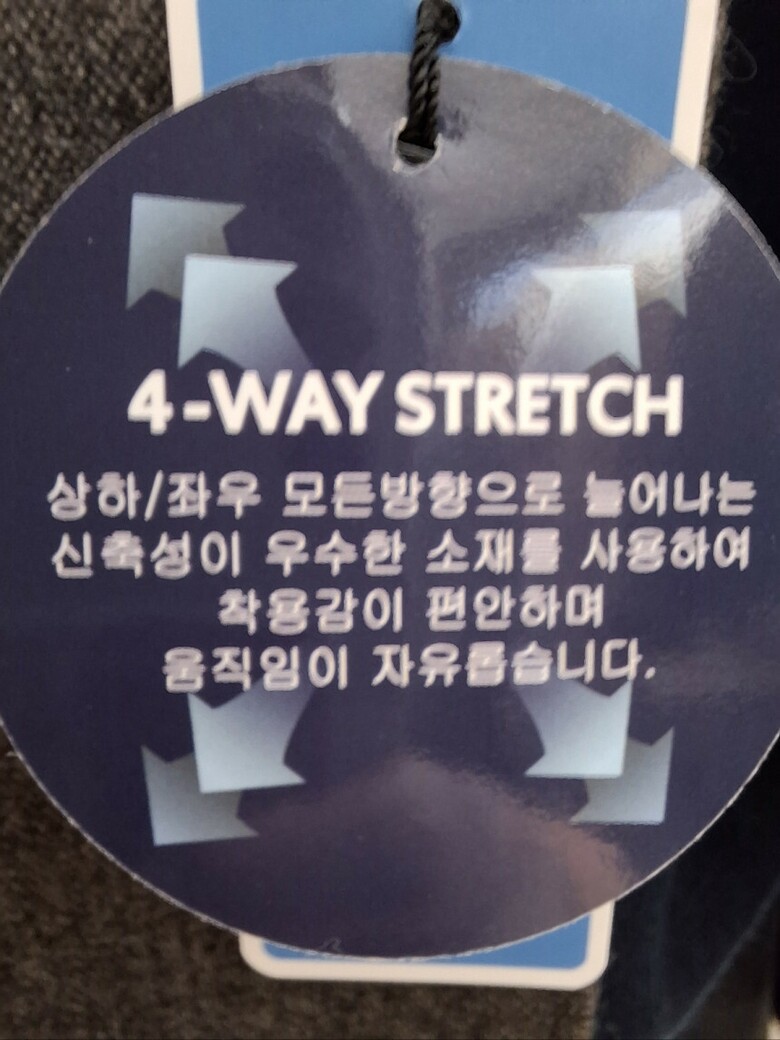 4-WAY STRETCH
상하/좌우 모든방향으로 늘어나는
신축성이 우수한 소재를 사용하여
착용감이 편안하며
움직임이 자유롭습니다.